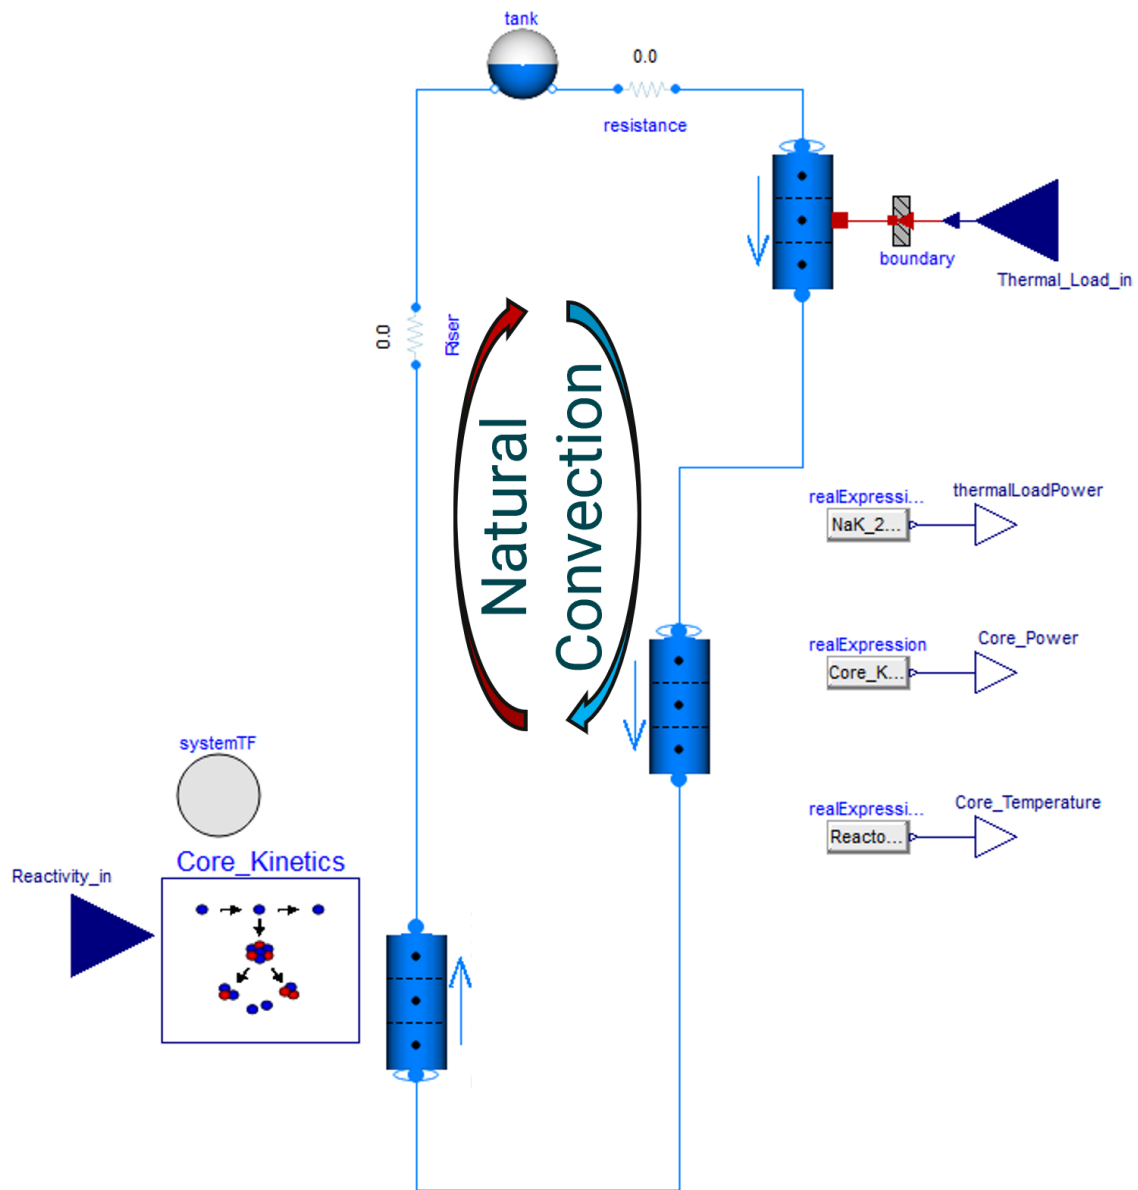 tank
0.0
resistance
boundary
Thermal_Load_in
0.0
Riser
Natural
Convection
realExpressi...
NaK_2...
thermalLoadPower
realExpression
Core_K...
Core_Power
realExpressi...
Reacto...
Core_Temperature
systemTF
Core_Kinetics
Reactivity_in